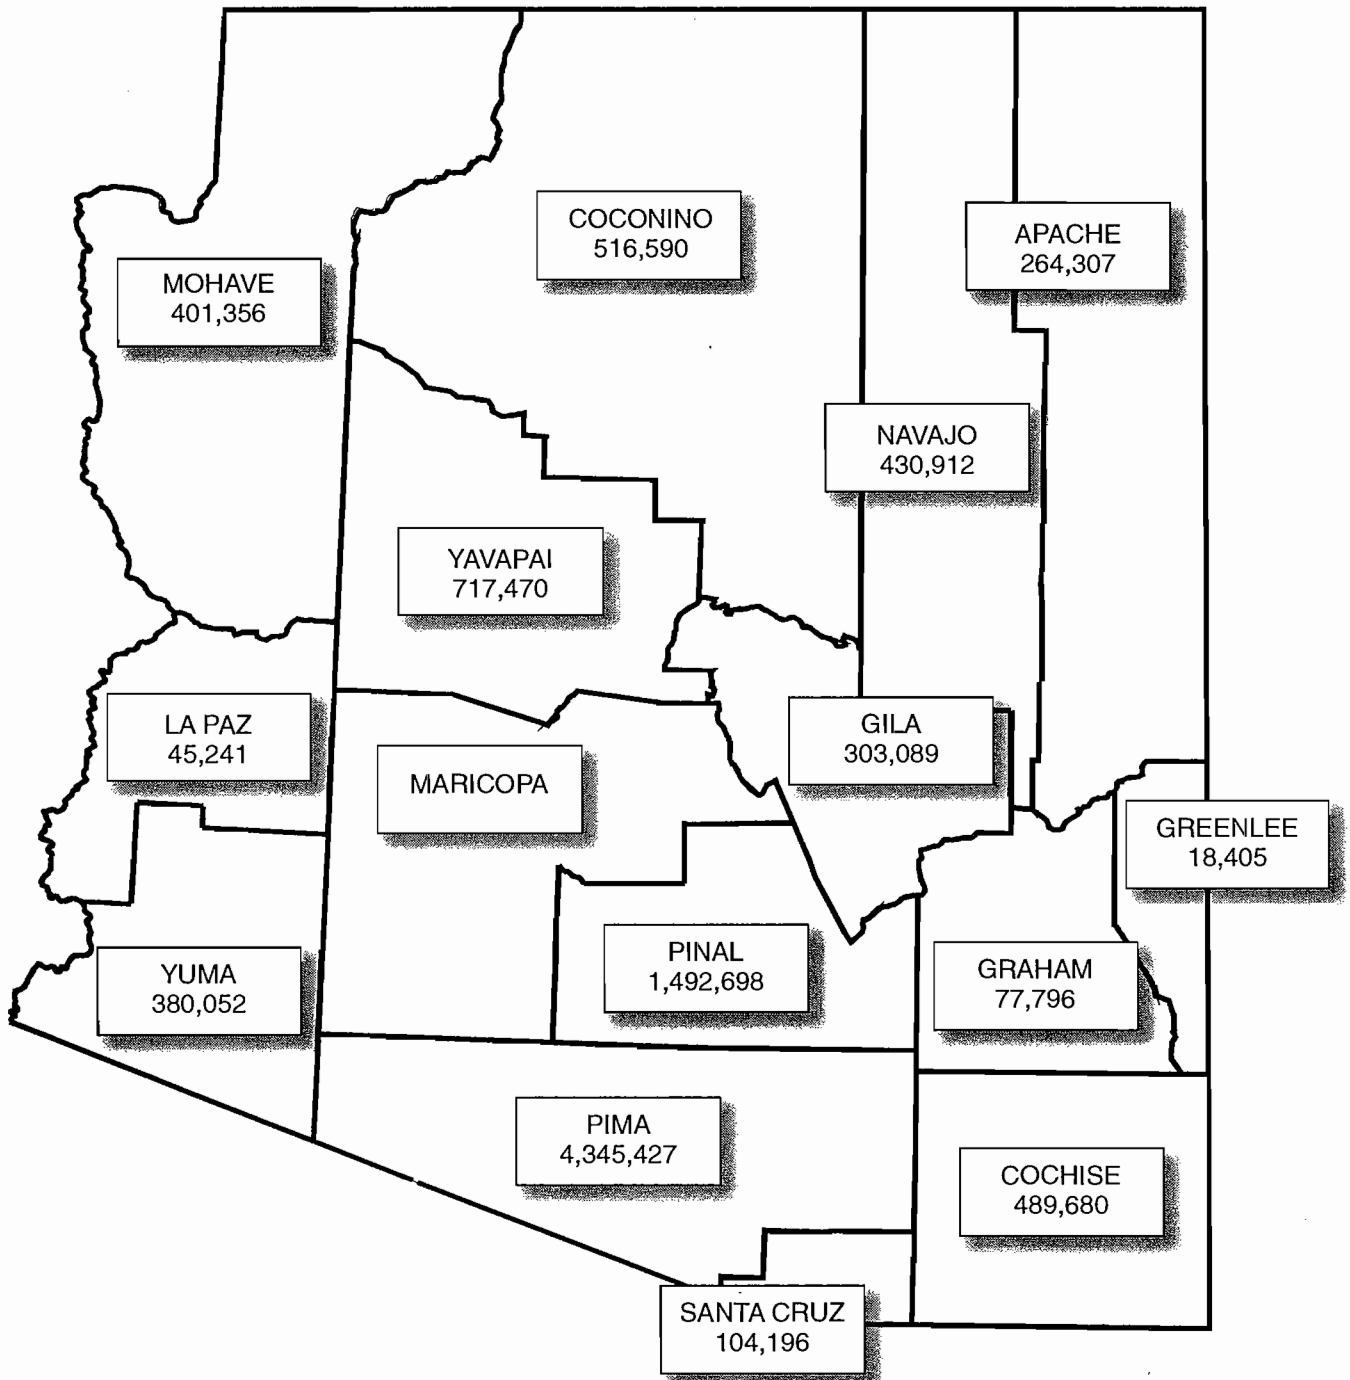 COCONINO
516,590
APACHE
264,307
MOHAVE
401,356
NAVAJO
430,912
YAVAPAI
717,470
LA PAZ
45,241
GILA
303,089
MARICOPA
GREENLEE
18,405
PINAL
1,492,698
GRAHAM
77,796
YUMA
380,052
PIMA
4,345,427
COCHISE
489,680
SANTA CRUZ
104,196